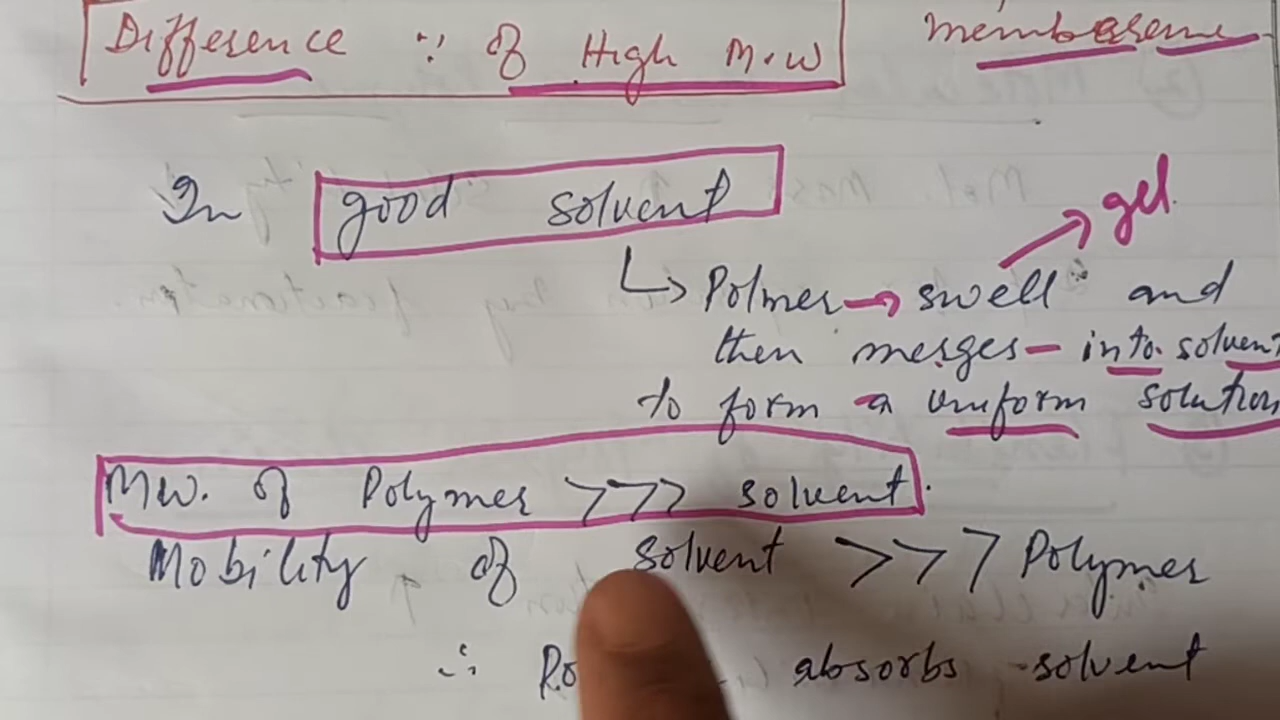 Difference ∵ of High M.W
membrane
In good solvent
gel
↳ Polmer → swell and
then merges – into solvent
to form a uniform solution
Mw. of Polymer >>> solvent.
Mobility of solvent >>> Polymer
∴ absorbs solvent